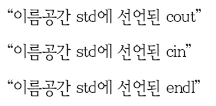 “이름공간 std에 선언된 cout”
“이름공간 std에 선언된 cin”
“이름공간 std에 선언된 endl”